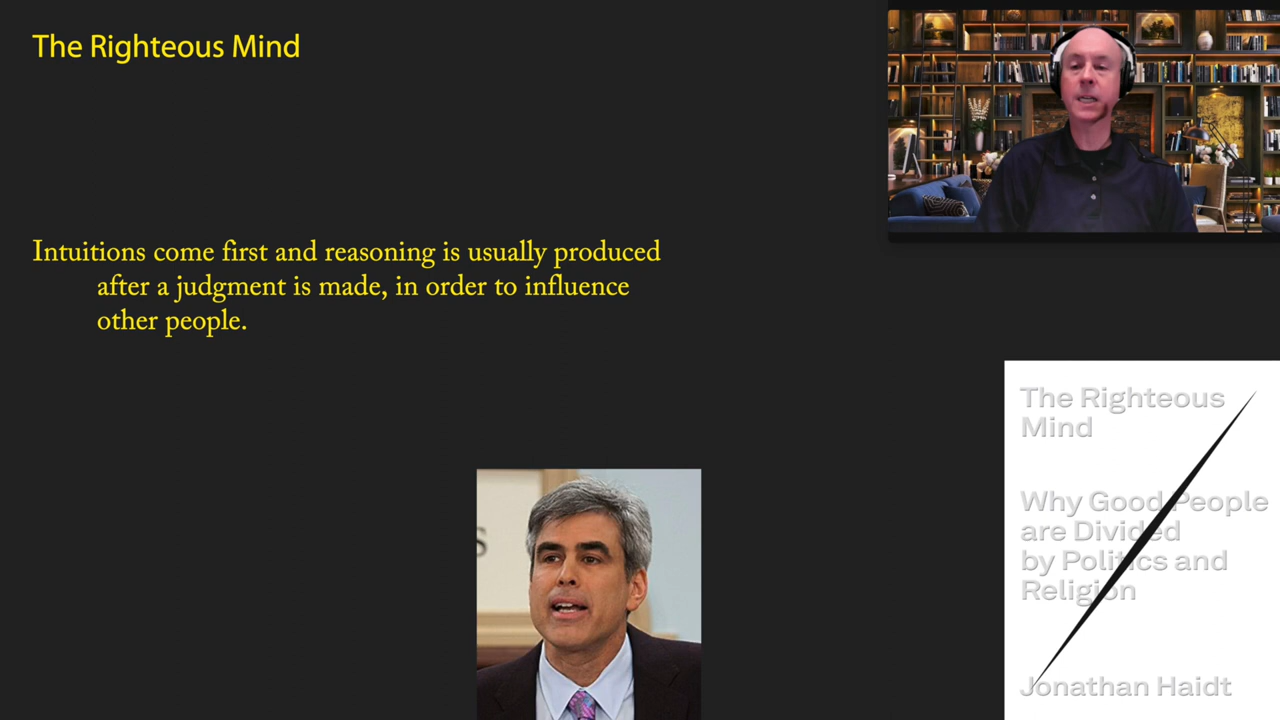 The Righteous Mind
Intuitions come first and reasoning is usually produced
after a judgment is made, in order to influence
other people.
S
The Righteous
Mind
Why Good People
are Divided
by Politics and
Religion
Jonathan Haidt